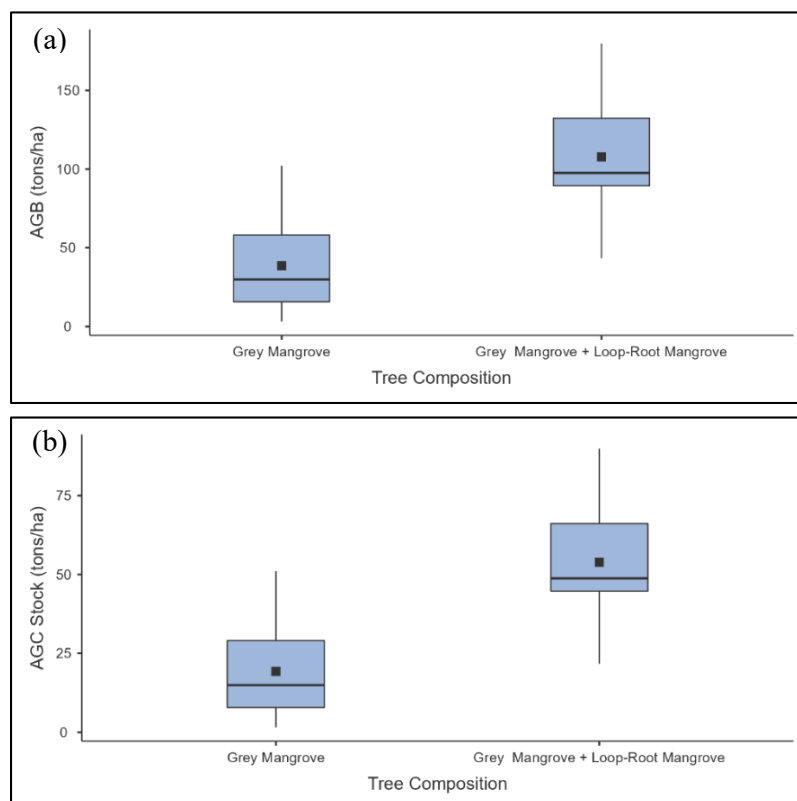 (a)
AGB (tons/ha)
150
100
50
0
Grey Mangrove
Grey  Mangrove + Loop-Root Mangrove
Tree Composition
(b)
AGC Stock (tons/ha)
75
50
25
0
Grey Mangrove
Grey  Mangrove + Loop-Root Mangrove
Tree Composition